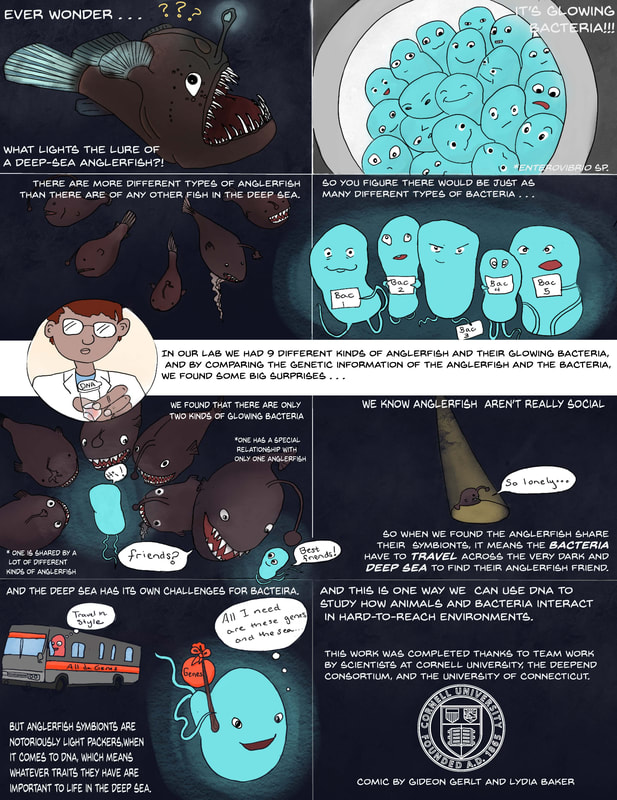 EVER WONDER . . .
???
WHAT LIGHTS THE LURE OF
A DEEP-SEA ANGLERFISH?!
IT'S GLOWING
BACTERIA!!!
*ENTEROVIBRIO SP.
THERE ARE MORE DIFFERENT TYPES OF ANGLERFISH
THAN THERE ARE OF ANY OTHER FISH IN THE DEEP SEA.
SO YOU FIGURE THERE WOULD BE JUST AS
MANY DIFFERENT TYPES OF BACTERIA . . .
Bac
1
Bac
2
Bac
3
Bac
4
Bac
5
DNA
IN OUR LAB WE HAD 9 DIFFERENT KINDS OF ANGLERFISH AND THEIR GLOWING BACTERIA,
AND BY COMPARING THE GENETIC INFORMATION OF THE ANGLERFISH AND THE BACTERIA,
WE FOUND SOME BIG SURPRISES . . .
WE FOUND THAT THERE ARE ONLY
TWO KINDS OF GLOWING BACTERIA
*ONE HAS A SPECIAL
RELATIONSHIP WITH
ONLY ONE ANGLERFISH
Hi!
friends?
Best
friends!
* ONE IS SHARED BY A
LOT OF DIFFERENT
KINDS OF ANGLERFISH
WE KNOW ANGLERFISH AREN'T REALLY SOCIAL
So lonely...
SO WHEN WE FOUND THE ANGLERFISH SHARE
THEIR SYMBIONTS, IT MEANS THE BACTERIA
HAVE TO TRAVEL ACROSS THE VERY DARK AND
DEEP SEA TO FIND THEIR ANGLERFISH FRIEND.
AND THE DEEP SEA HAS ITS OWN CHALLENGES FOR BACTEIRA.
Travel n
Style
All the Genes
All I need
are these genes
and the sea...
Genes
BUT ANGLERFISH SYMBIONTS ARE
NOTORIOUSLY LIGHT PACKERS,WHEN
IT COMES TO DNA, WHICH MEANS
WHATEVER TRAITS THEY HAVE ARE
IMPORTANT TO LIFE IN THE DEEP SEA.
AND THIS IS ONE WAY WE CAN USE DNA TO
STUDY HOW ANIMALS AND BACTERIA INTERACT
IN HARD-TO-REACH ENVIRONMENTS.
THIS WORK WAS COMPLETED THANKS TO TEAM WORK
BY SCIENTISTS AT CORNELL UNIVERSITY, THE DEEPEND
CONSORTIUM, AND THE UNIVERSITY OF CONNECTICUT.
CORNELL UNIVERSITY
FOUNDED A.D. 1865
COMIC BY GIDEON GERLT AND LYDIA BAKER